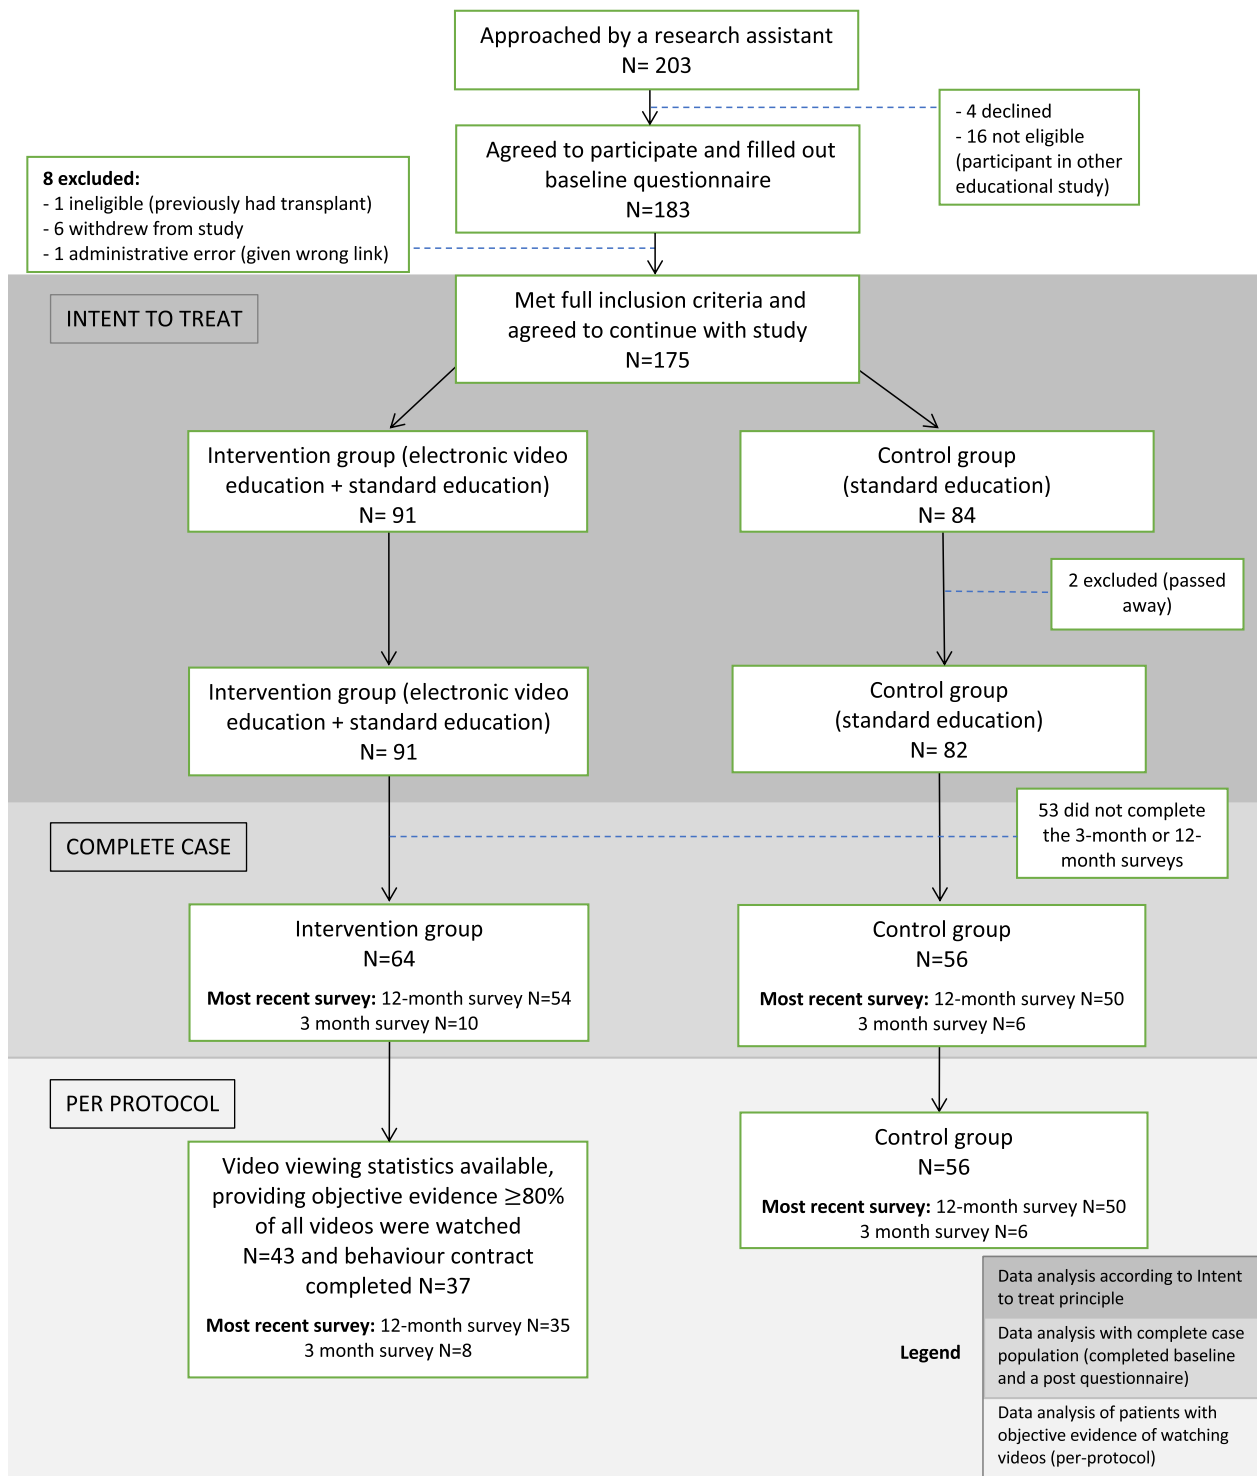 Approached by a research assistant
N= 203
- 4 declined
- 16 not eligible
(participant in other
educational study)
Agreed to participate and filled out
baseline questionnaire
N=183
8 excluded:
- 1 ineligible (previously had transplant)
- 6 withdrew from study
- 1 administrative error (given wrong link)
INTENT TO TREAT
Met full inclusion criteria and
agreed to continue with study
N=175
Intervention group (electronic video
education + standard education)
N= 91
Control group
(standard education)
N= 84
2 excluded (passed
away)
Intervention group (electronic video
education + standard education)
N= 91
Control group
(standard education)
N= 82
COMPLETE CASE
53 did not complete
the 3-month or 12-
month surveys
Intervention group
N=64
Most recent survey: 12-month survey N=54
3 month survey N=10
Control group
N=56
Most recent survey: 12-month survey N=50
3 month survey N=6
PER PROTOCOL
Video viewing statistics available,
providing objective evidence ≥80%
of all videos were watched
N=43 and behaviour contract
completed N=37
Most recent survey: 12-month survey N=35
3 month survey N=8
Control group
N=56
Most recent survey: 12-month survey N=50
3 month survey N=6
Legend
Data analysis according to Intent
to treat principle
Data analysis with complete case
population (completed baseline
and a post questionnaire)
Data analysis of patients with
objective evidence of watching
videos (per-protocol)